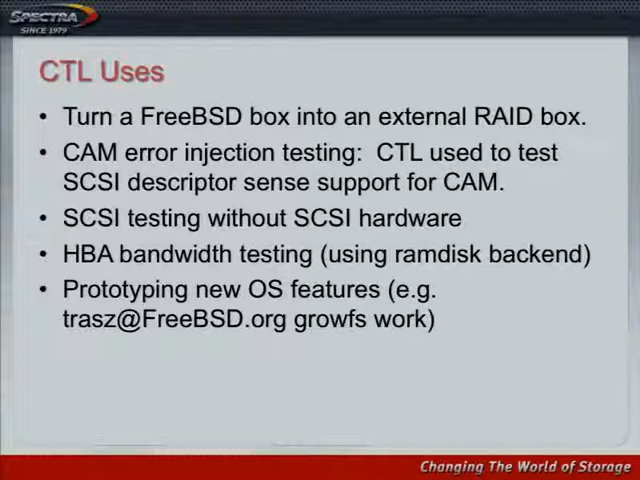 SPECTRA
SINCE 1979
CTL Uses
• Turn a FreeBSD box into an external RAID box.
• CAM error injection testing:  CTL used to test
SCSI descriptor sense support for CAM.
• SCSI testing without SCSI hardware
• HBA bandwidth testing (using ramdisk backend)
• Prototyping new OS features (e.g.
trasz@FreeBSD.org growfs work)
Changing The World of Storage